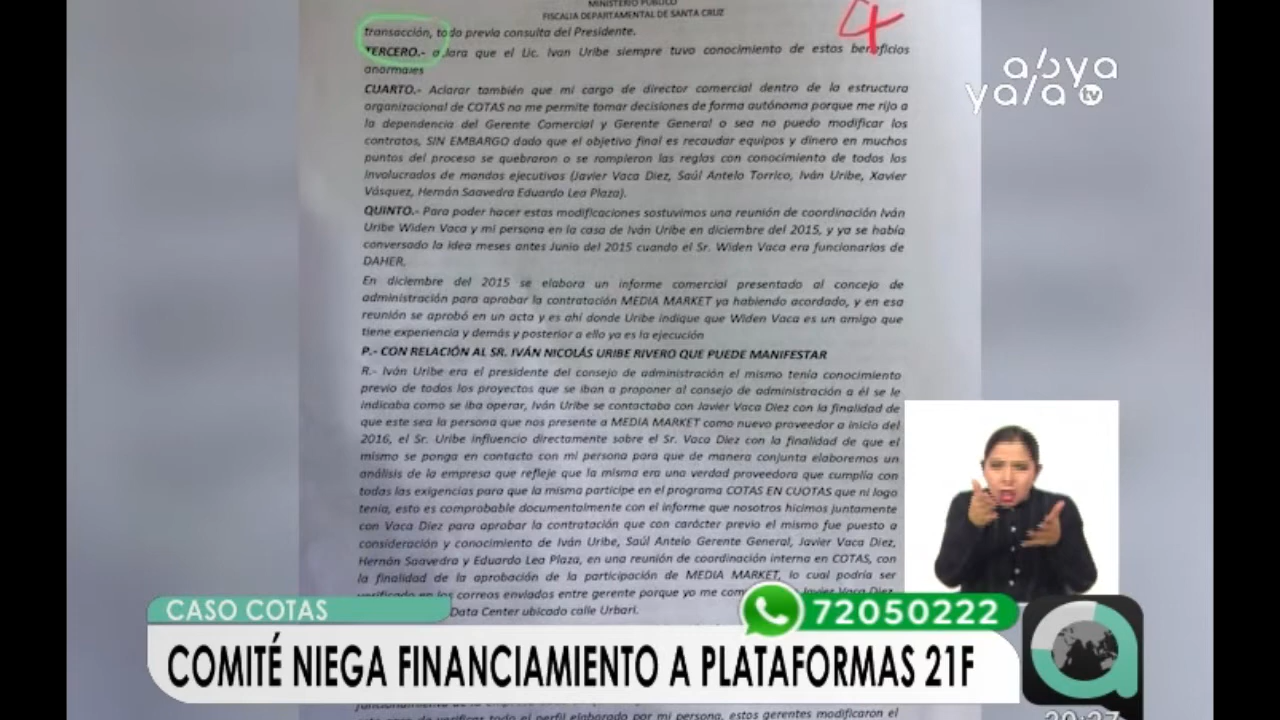 MINISTERIO PÚBLICO
FISCALIA DEPARTAMENTAL DE SANTA CRUZ
transacción, todo previa consulta del Presidente.
4
TERCERO.- aclara que el Lic. Ivan Uribe siempre tuvo conocimiento de estos beneficios
anormales
abya
yala tv
CUARTO.- Aclarar también que mi cargo de director comercial dentro de la estructura
organizacional de COTAS no me permite tomar decisiones de forma autónoma porque me rijo a
la dependencia del Gerente Comercial y Gerente General o sea no puedo modificar los
contratos, SIN EMBARGO dado que el objetivo final es recaudar equipos y dinero en muchos
puntos del proceso se quebraron o se rompieron las reglas con conocimiento de todos los
involucrados de mandos ejecutivos (Javier Vaca Diez, Saúl Antelo Torrico, Iván Uribe, Xavier
Vásquez, Hernán Saavedra Eduardo Lea Plaza).
QUINTO.- Para poder hacer estas modificaciones sostuvimos una reunión de coordinación Iván
Uribe Widen Vaca y mi persona en la casa de Iván Uribe en diciembre del 2015, y ya se había
conversado la idea meses antes Junio del 2015 cuando el Sr. Widen Vaca era funcionarios de
DAHER.
En diciembre del 2015 se elabora un informe comercial presentado al concejo de
administración para aprobar la contratación MEDIA MARKET ya habiendo acordado, y en esa
reunión se aprobó en un acta y es ahí donde Uribe indique que Widen Vaca es un amigo que
tiene experiencia y demás y posterior a ello ya es la ejecución
P.- CON RELACIÓN AL SR. IVÁN NICOLÁS URIBE RIVERO QUE PUEDE MANIFESTAR
R.- Iván Uribe era el presidente del consejo de administración el mismo tenía conocimiento
previo de todos los proyectos que se iban a proponer al consejo de administración a él se le
indicaba como se iba operar, Iván Uribe se contactaba con Javier Vaca Diez con la finalidad de
que este sea la persona que nos presente a MEDIA MARKET como nuevo proveedor a inicio del
2016, el Sr. Uribe influencio directamente sobre el Sr. Vaca Diez con la finalidad de que el
mismo se ponga en contacto con mi persona para que de manera conjunta elaboremos un
análisis de la empresa que refleje que la misma era una verdad proveedora que cumplía con
todas las exigencias para que la misma participe en el programa COTAS EN CUOTAS que ni logo
tenía, esto es comprobable documentalmente con el informe que nosotros hicimos juntamente
con Vaca Diez para aprobar la contratación que con carácter previo el mismo fue puesto a
consideración y conocimiento de Iván Uribe, Saúl Antelo Gerente General, Javier Vaca Diez,
Hernán Saavedra y Eduardo Lea Plaza, en una reunión de coordinación interna en COTAS, con
la finalidad de la aprobación de la participación de MEDIA MARKET, lo cual podría ser
verificado en los correos enviados entre gerente porque yo me Javier Vaca Diez
Data Center ubicado calle Urbarí.
CASO COTAS
72050222
COMITÉ NIEGA FINANCIAMIENTO A PLATAFORMAS 21F
todo el perfil elaborado por mi persona, estos gerentes modificaron el
20:27